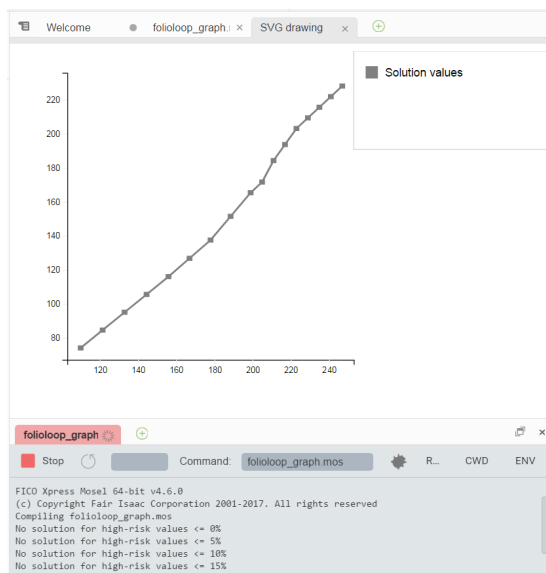 Welcome folioloop_graph.ı × SVG drawing ×
Solution values
220
200
180
160
140
120
100
80
120 140 160 180 200 220 240
folioloop_graph
×
Stop Command: folioloop_graph.mos R... CWD ENV
FICO Xpress Mosel 64-bit v4.6.0
(c) Copyright Fair Isaac Corporation 2001-2017. All rights reserved
Compiling folioloop_graph.mos
No solution for high-risk values <= 0%
No solution for high-risk values <= 5%
No solution for high-risk values <= 10%
No solution for high-risk values <= 15%